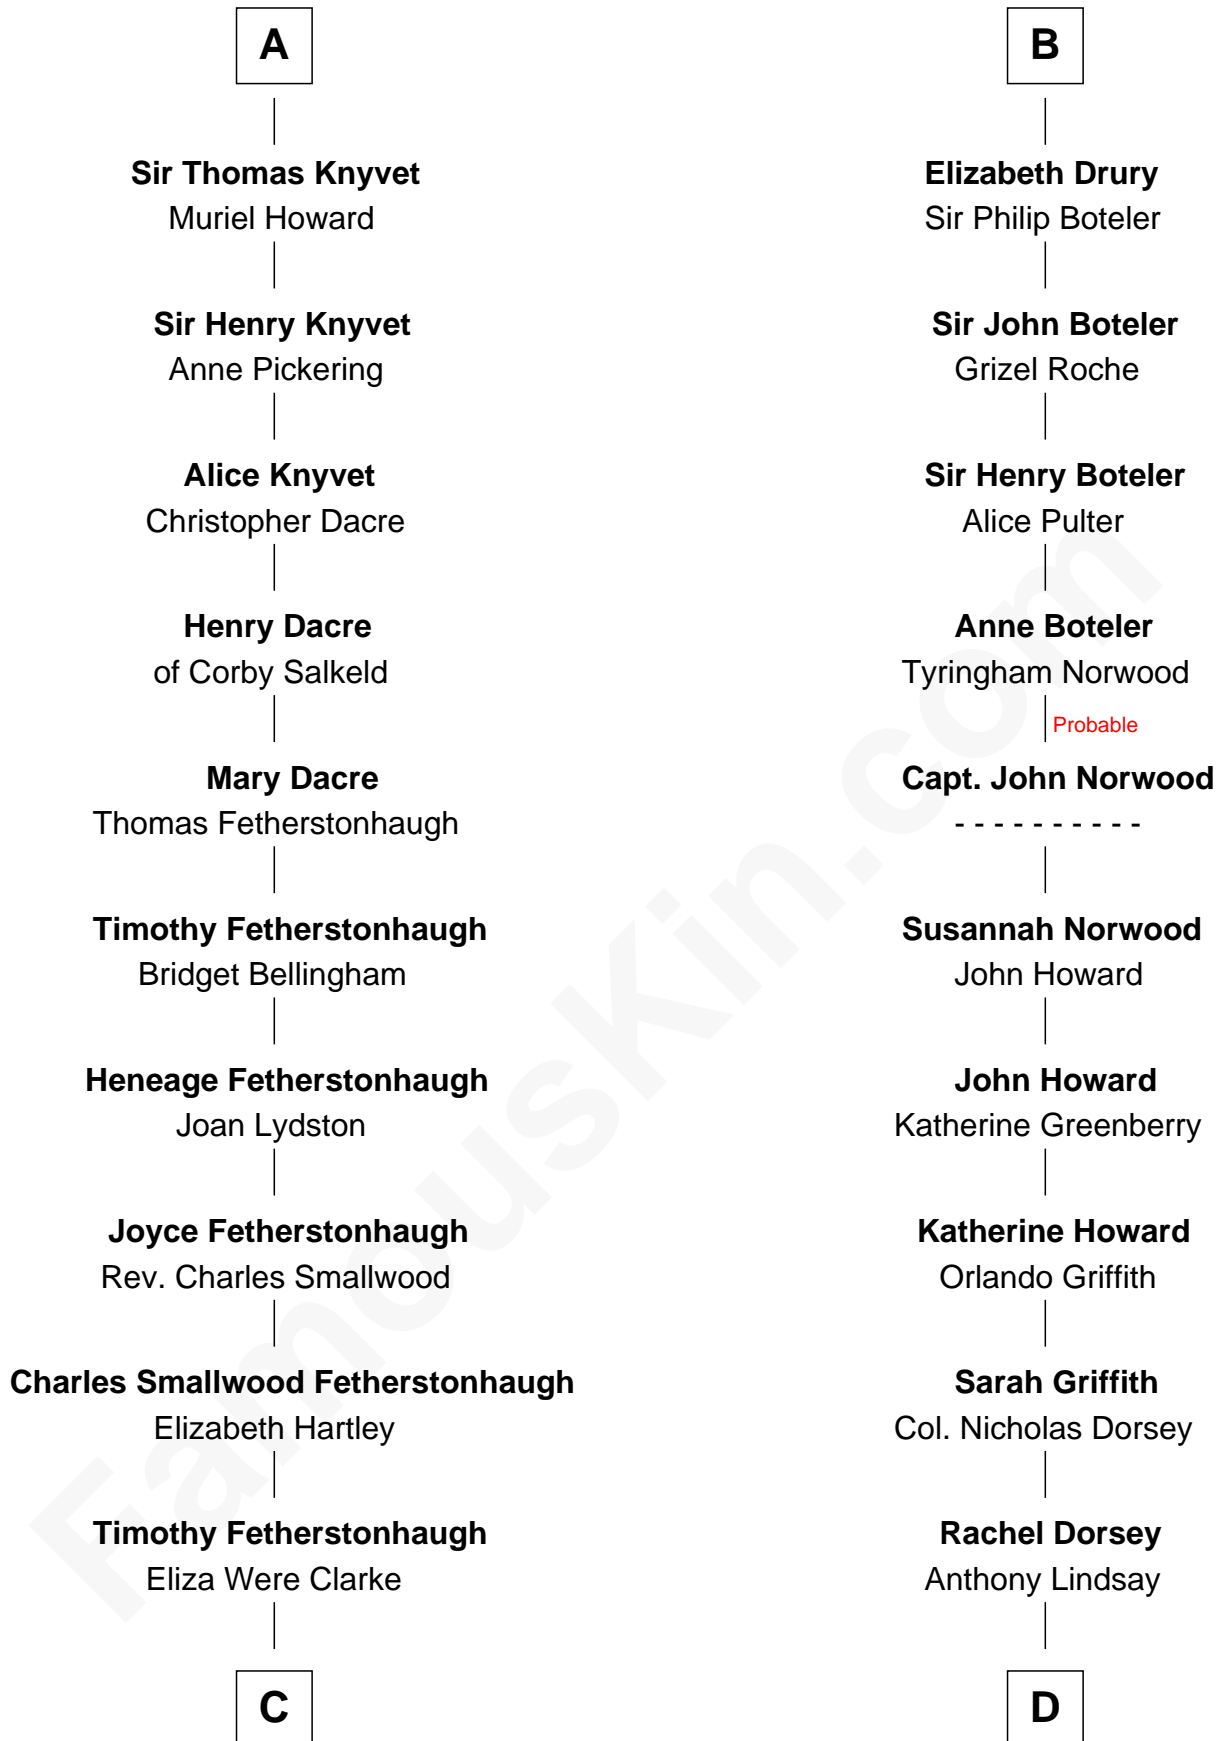 A
Sir Thomas Knyvet
Muriel Howard
Sir Henry Knyvet
Anne Pickering
Alice Knyvet
Christopher Dacre
Henry Dacre
of Corby Salkeld
Mary Dacre
Thomas Fetherstonhaugh
Timothy Fetherstonhaugh
Bridget Bellingham
Heneage Fetherstonhaugh
Joan Lydston
Joyce Fetherstonhaugh
Rev. Charles Smallwood
Charles Smallwood Fetherstonhaugh
Elizabeth Hartley
Timothy Fetherstonhaugh
Eliza Were Clarke
C
B
Elizabeth Drury
Sir Philip Boteler
Sir John Boteler
Grizel Roche
Sir Henry Boteler
Alice Pulter
Anne Boteler
Tyringham Norwood
Probable
Capt. John Norwood
- - - - - - - - - -
Susannah Norwood
John Howard
John Howard
Katherine Greenberry
Katherine Howard
Orlando Griffith
Sarah Griffith
Col. Nicholas Dorsey
Rachel Dorsey
Anthony Lindsay
D
FamousKin.com